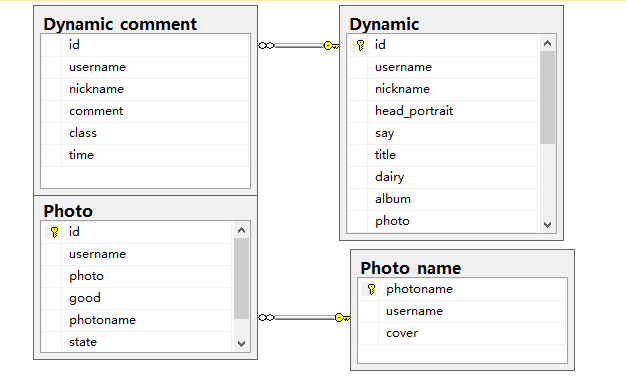 Dynamic comment
id
username
nickname
comment
class
time
Dynamic
id
username
nickname
head_portrait
say
title
dairy
album
photo
Photo
id
username
photo
good
photoname
state
Photo name
photoname
username
cover